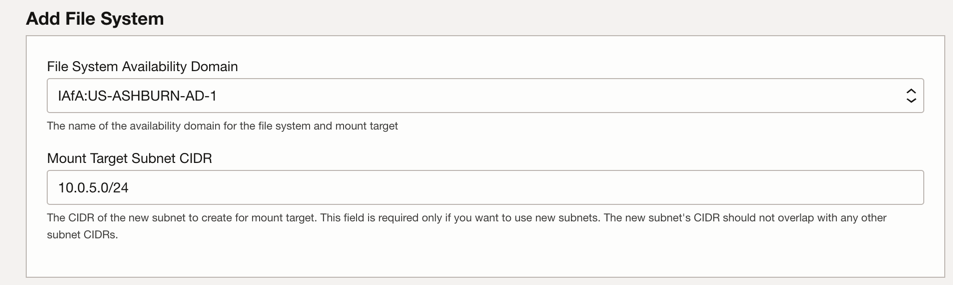 Add File System
File System Availability Domain
IAfA:US-ASHBURN-AD-1
The name of the availability domain for the file system and mount target
Mount Target Subnet CIDR
10.0.5.0/24
The CIDR of the new subnet to create for mount target. This field is required only if you want to use new subnets. The new subnet's CIDR should not overlap with any other
subnet CIDRs.